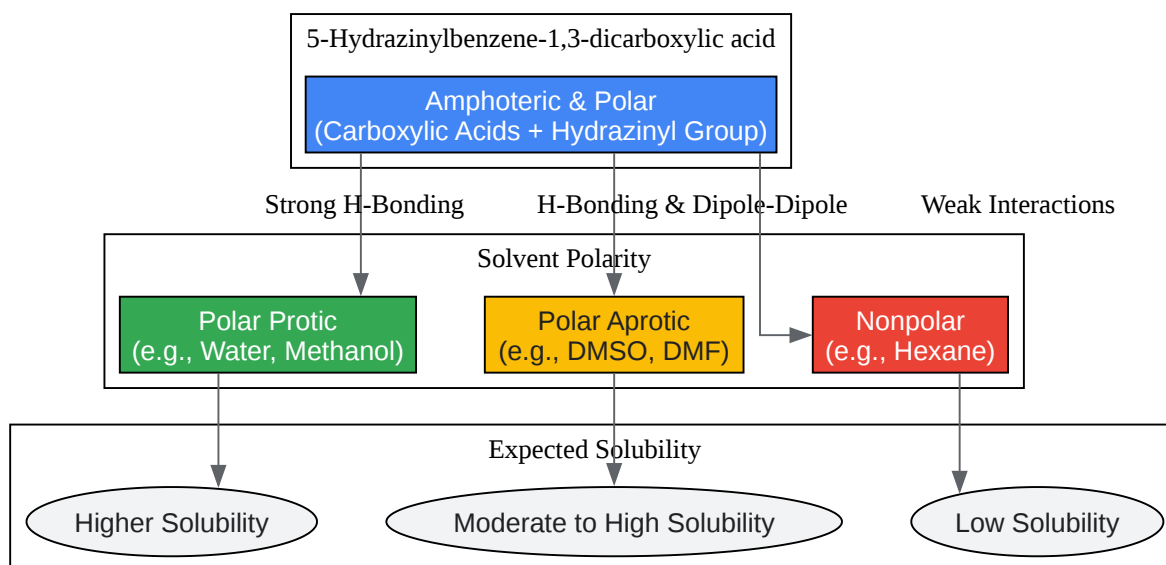 5-Hydrazinylbenzene-1,3-dicarboxylic acid
Amphoteric & Polar
(Carboxylic Acids + Hydrazinyl Group)
Strong H-Bonding
H-Bonding & Dipole-Dipole
Weak Interactions
Solvent Polarity
Polar Protic
(e.g., Water, Methanol)
Polar Aprotic
(e.g., DMSO, DMF)
Nonpolar
(e.g., Hexane)
Expected Solubility
Higher Solubility
Moderate to High Solubility
Low Solubility